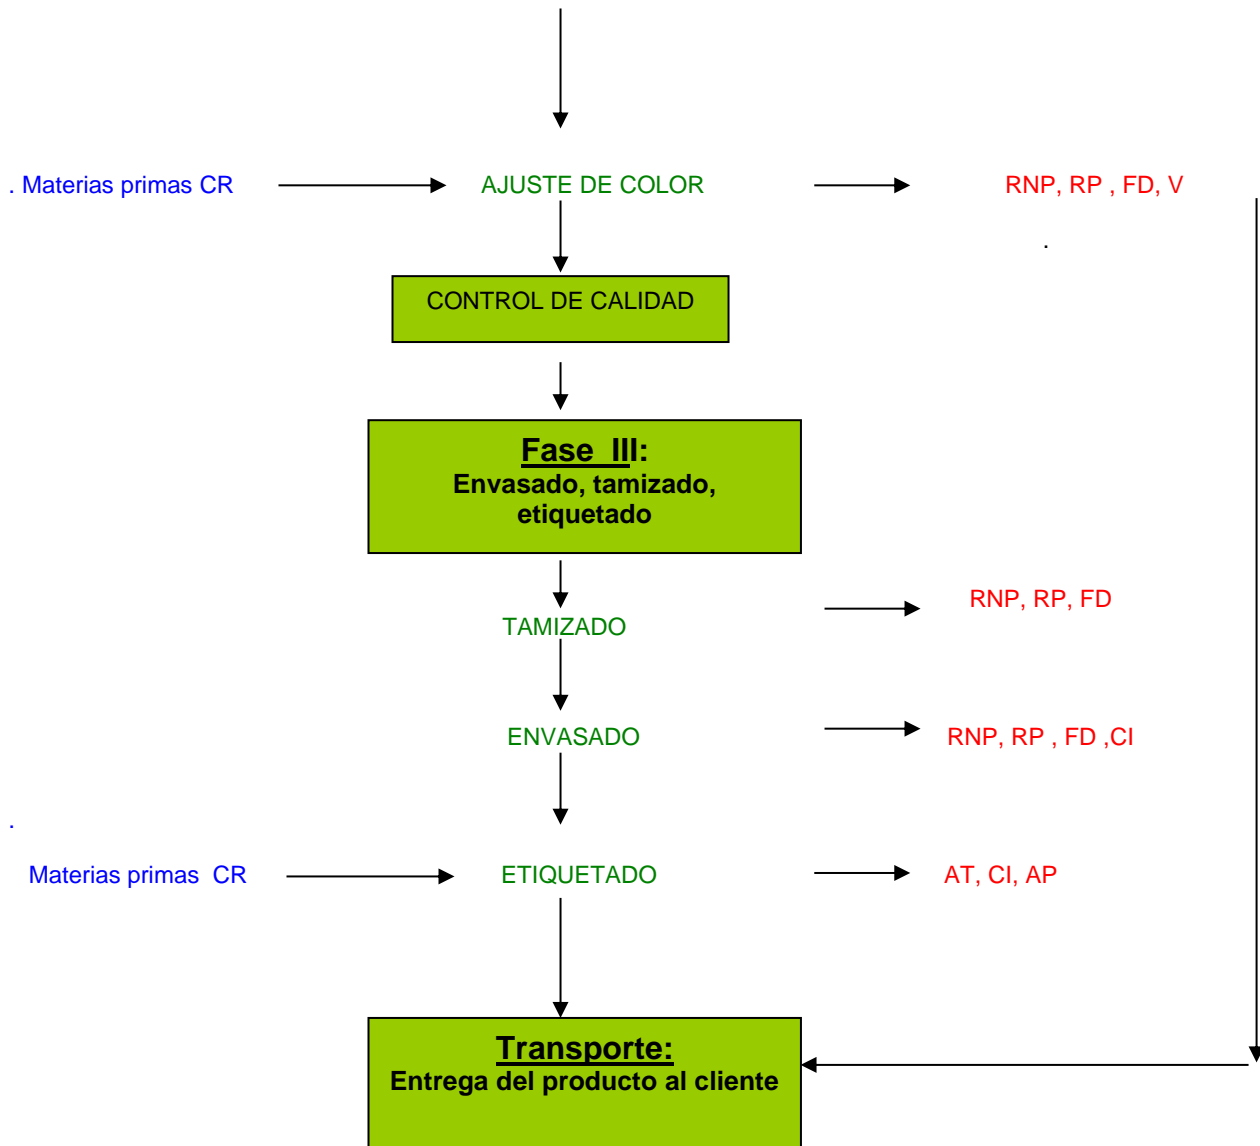 . Materias primas CR
AJUSTE DE COLOR
RNP, RP , FD, V
.
CONTROL DE CALIDAD
Fase III:
Envasado, tamizado,
etiquetado
RNP, RP, FD
TAMIZADO
ENVASADO
RNP, RP , FD ,CI
.
Materias primas CR
ETIQUETADO
AT, CI, AP
Transporte:
Entrega del producto al cliente